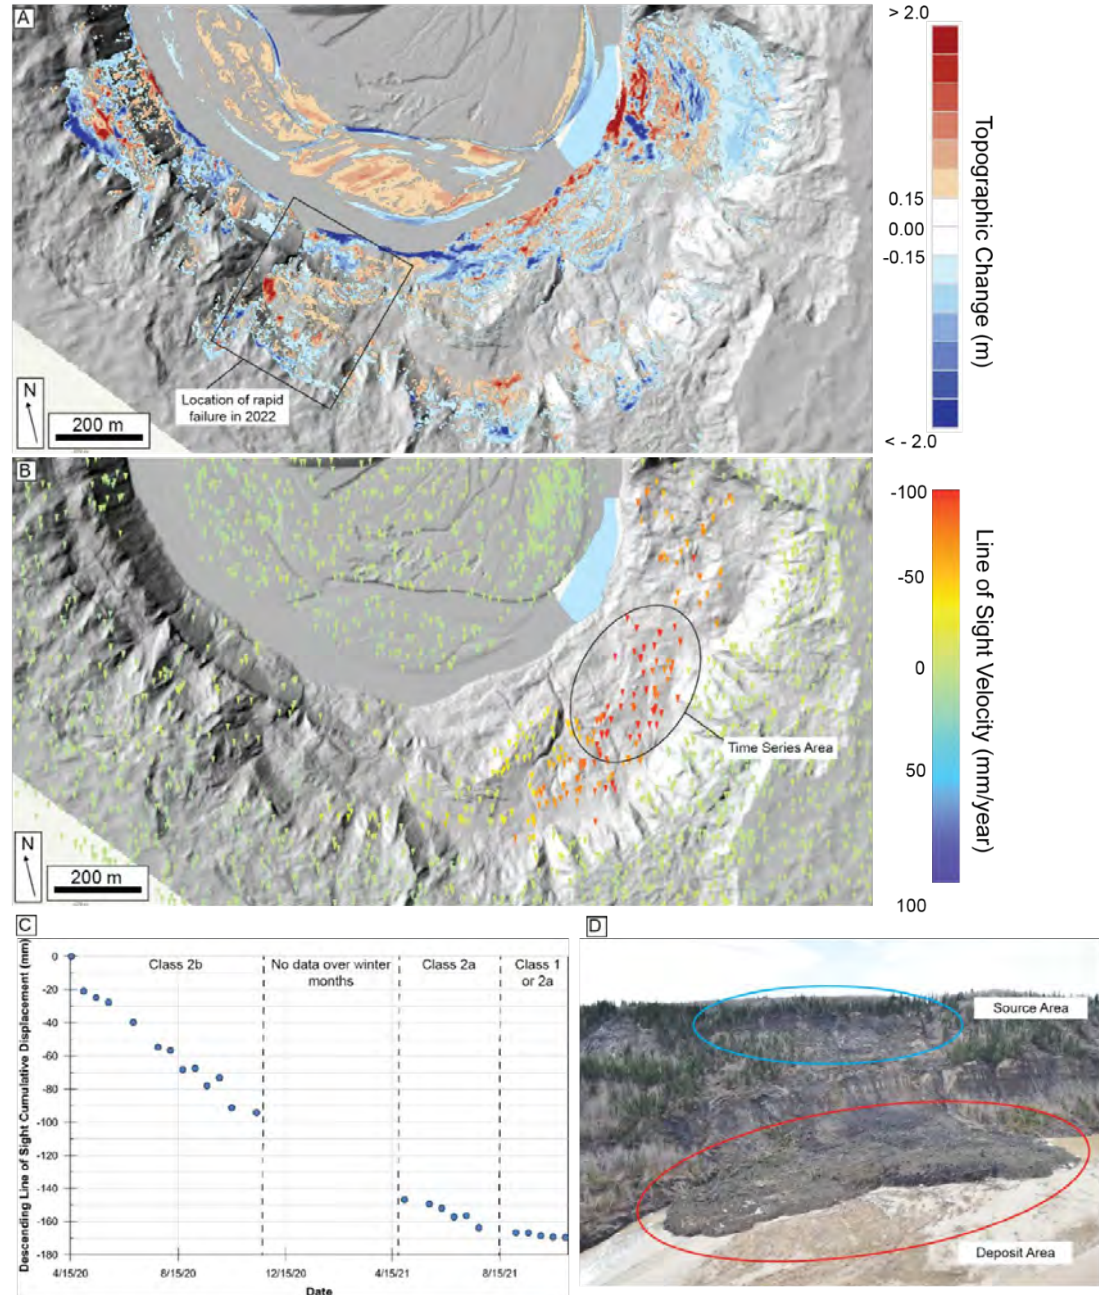 A
> 2.0
0.15
0.00
-0.15
< - 2.0
Topographic Change (m)
Location of rapid
failure in 2022
N
200 m
B
-100
-50
0
50
100
Line of Sight Velocity (mm/year)
Time Series Area
N
200 m
C
Descending Line of Sight Cumulative Displacement (mm)
0
-20
-40
-60
-80
-100
-120
-140
-160
-180
Class 2b
No data over winter
months
Class 2a
Class 1
or 2a
4/15/20
8/15/20
12/15/20
4/15/21
8/15/21
Date
D
Source Area
Deposit Area